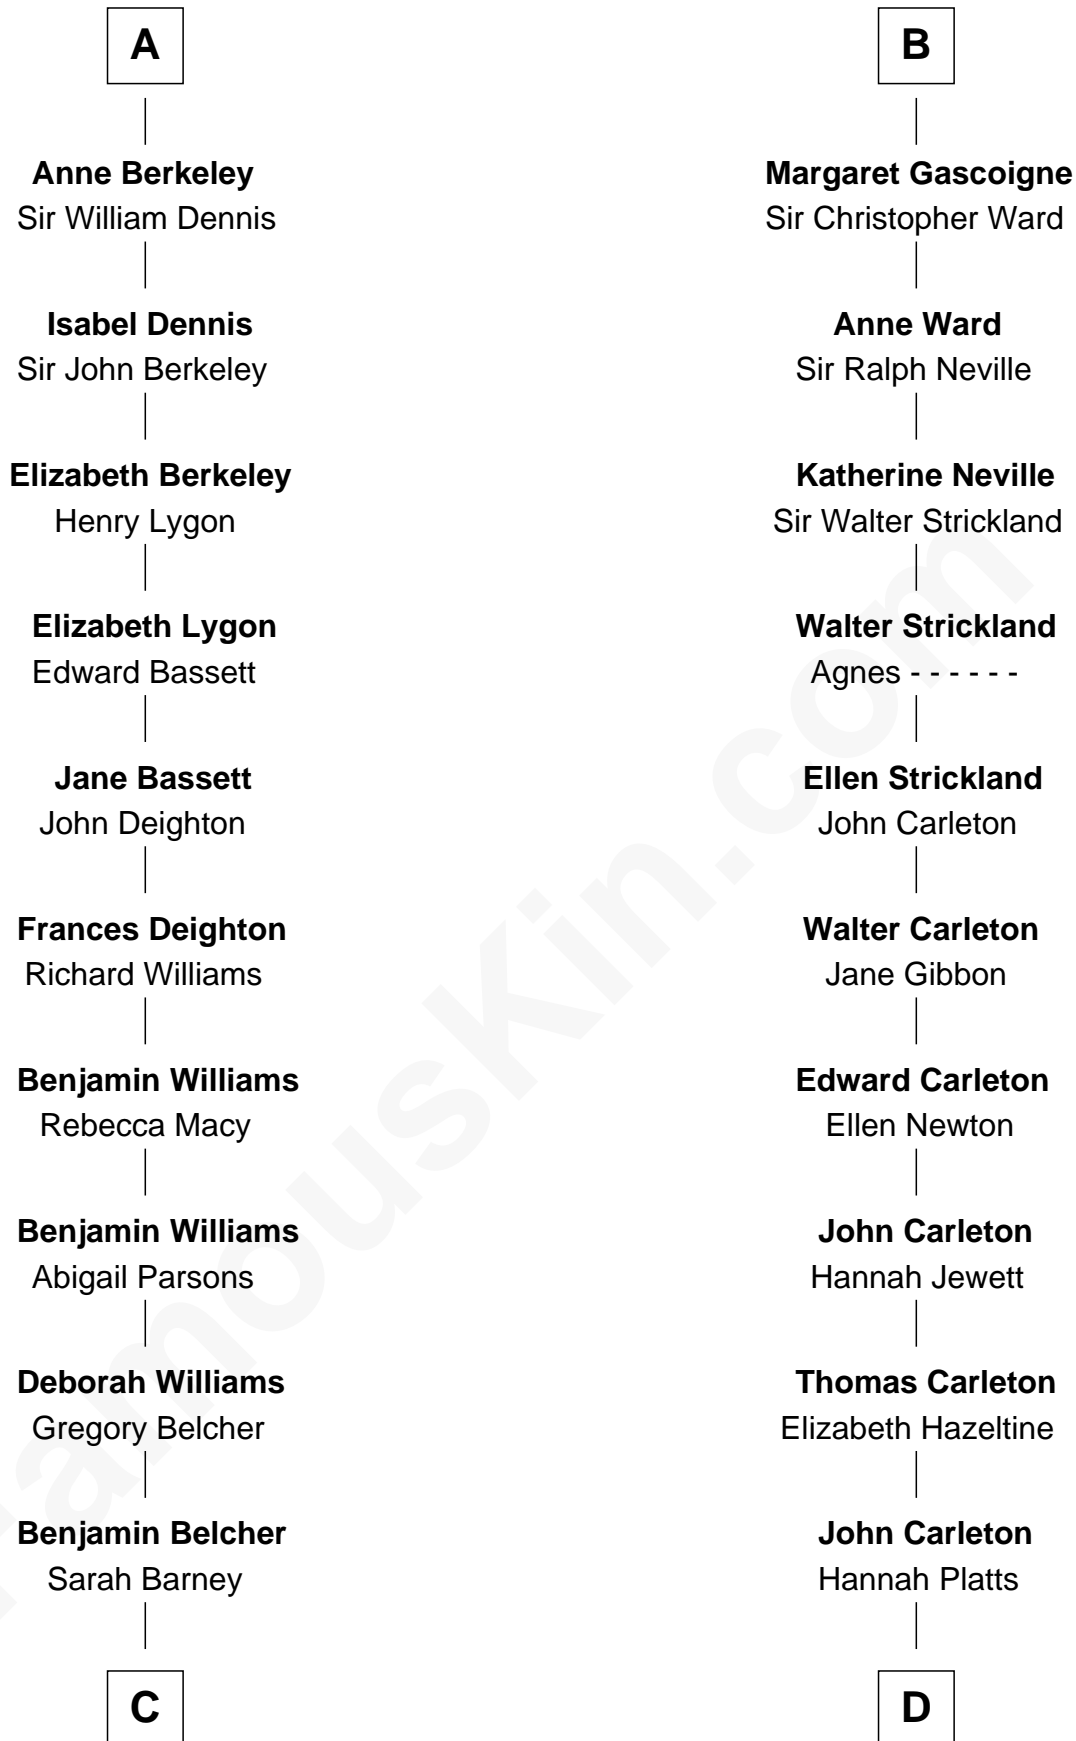 A
Anne Berkeley
Sir William Dennis
Isabel Dennis
Sir John Berkeley
Elizabeth Berkeley
Henry Lygon
Elizabeth Lygon
Edward Bassett
Jane Bassett
John Deighton
Frances Deighton
Richard Williams
Benjamin Williams
Rebecca Macy
Benjamin Williams
Abigail Parsons
Deborah Williams
Gregory Belcher
Benjamin Belcher
Sarah Barney
C
B
Margaret Gascoigne
Sir Christopher Ward
Anne Ward
Sir Ralph Neville
Katherine Neville
Sir Walter Strickland
Walter Strickland
Agnes - - - - - -
Ellen Strickland
John Carleton
Walter Carleton
Jane Gibbon
Edward Carleton
Ellen Newton
John Carleton
Hannah Jewett
Thomas Carleton
Elizabeth Hazeltine
John Carleton
Hannah Platts
D
FamousKin.com